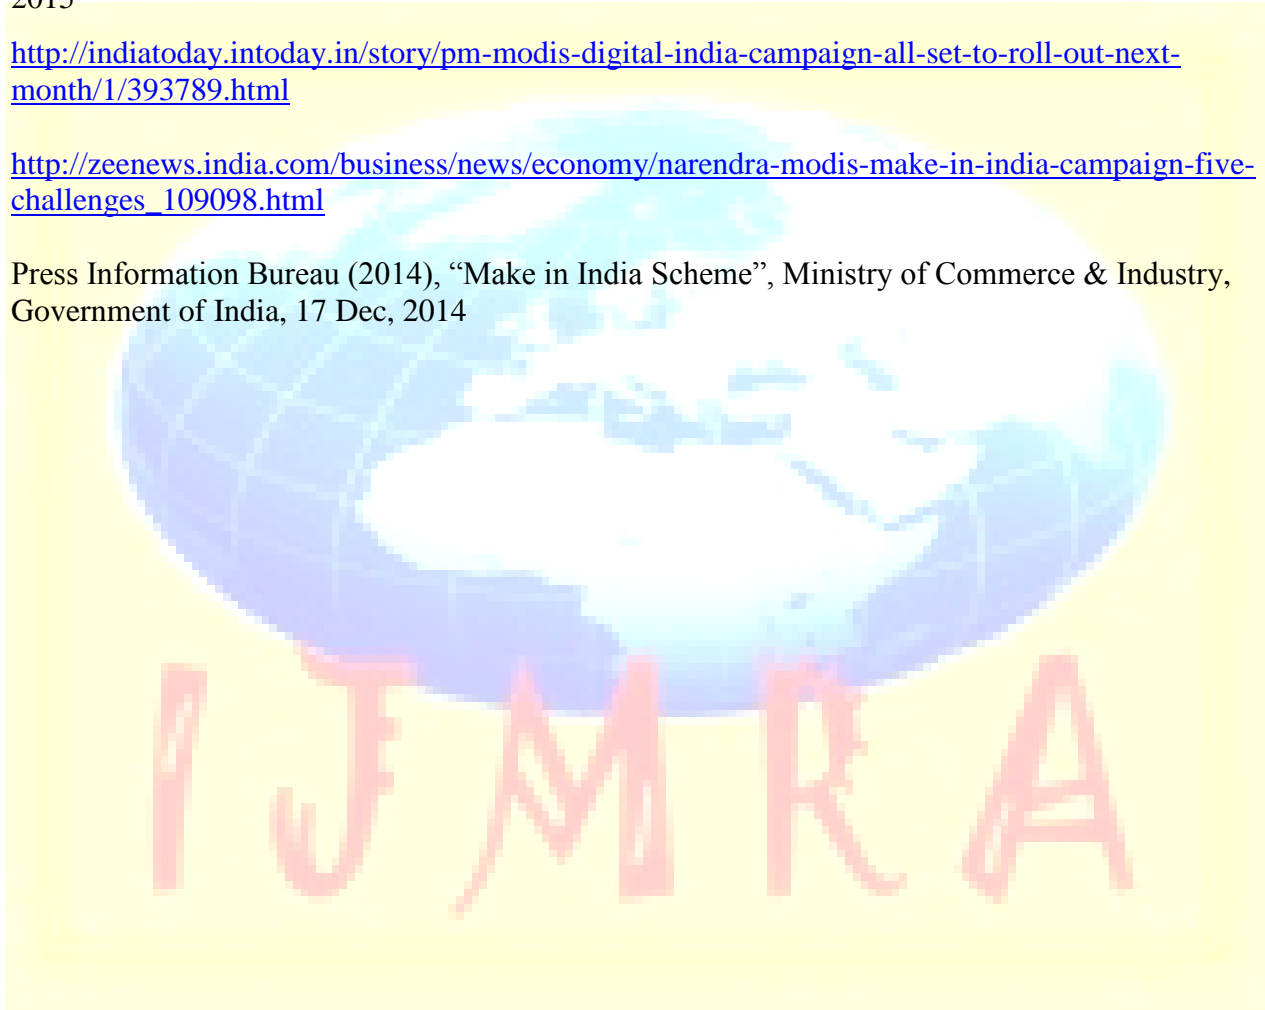 2015
http://indiatoday.intoday.in/story/pm-modis-digital-india-campaign-all-set-to-roll-out-next-
month/1/393789.html
http://zeenews.india.com/business/news/economy/narendra-modis-make-in-india-campaign-five-
challenges_109098.html
Press Information Bureau (2014), “Make in India Scheme”, Ministry of Commerce & Industry,
Government of India, 17 Dec, 2014
IJMRA